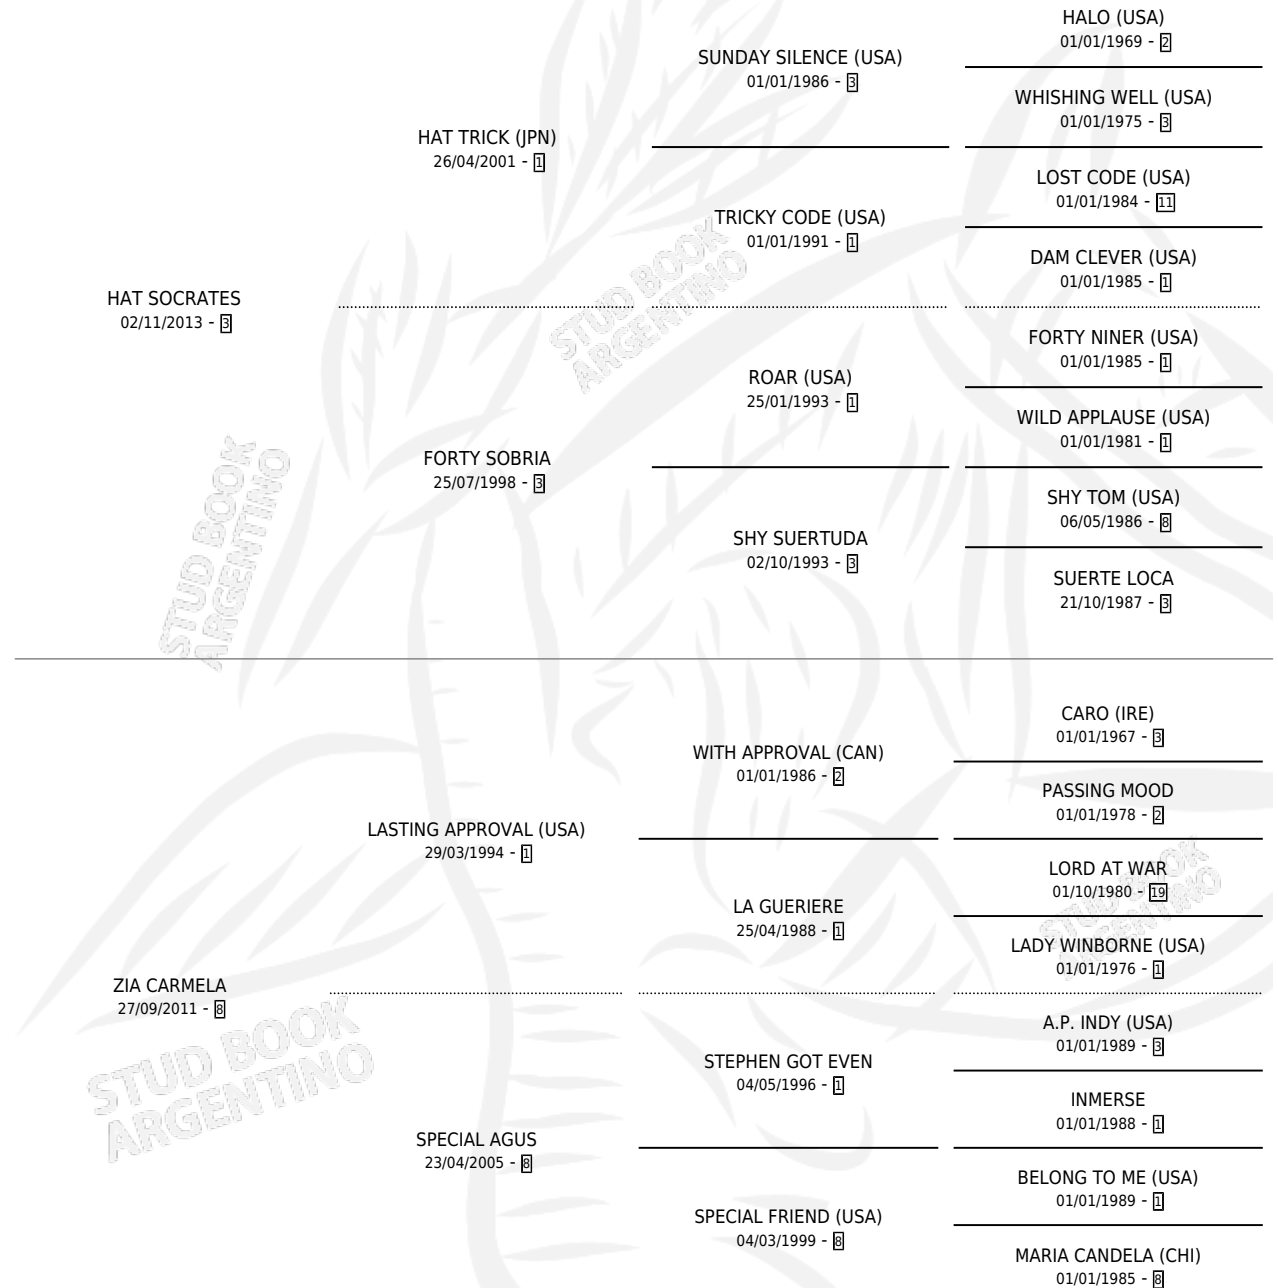 HALO (USA)
01/01/1969 - 2
SUNDAY SILENCE (USA)
01/01/1986 - 3
WHISHING WELL (USA)
01/01/1975 - 3
HAT TRICK (JPN)
26/04/2001 - 1
LOST CODE (USA)
01/01/1984 - 11
TRICKY CODE (USA)
01/01/1991 - 1
DAM CLEVER (USA)
01/01/1985 - 1
HAT SOCRATES
02/11/2013 - 3
FORTY NINER (USA)
01/01/1985 - 1
ROAR (USA)
25/01/1993 - 1
WILD APPLAUSE (USA)
01/01/1981 - 1
FORTY SOBRIA
25/07/1998 - 3
SHY TOM (USA)
06/05/1986 - 8
SHY SUERTUDA
02/10/1993 - 3
SUERTE LOCA
21/10/1987 - 3
STUD BOOK
ARGENTINO
STUD BOOK
ARGENTINO
CARO (IRE)
01/01/1967 - 3
WITH APPROVAL (CAN)
01/01/1986 - 2
PASSING MOOD
01/01/1978 - 2
LASTING APPROVAL (USA)
29/03/1994 - 1
LORD AT WAR
01/10/1980 - 19
LA GUERIERE
25/04/1988 - 1
LADY WINBORNE (USA)
01/01/1976 - 1
ZIA CARMELA
27/09/2011 - 8
A.P. INDY (USA)
01/01/1989 - 3
STEPHEN GOT EVEN
04/05/1996 - 1
INMERSE
01/01/1988 - 1
SPECIAL AGUS
23/04/2005 - 8
BELONG TO ME (USA)
01/01/1989 - 1
SPECIAL FRIEND (USA)
04/03/1999 - 8
MARIA CANDELA (CHI)
01/01/1985 - 8
STUD BOOK
ARGENTINO
STUD BOOK
ARGENTINO